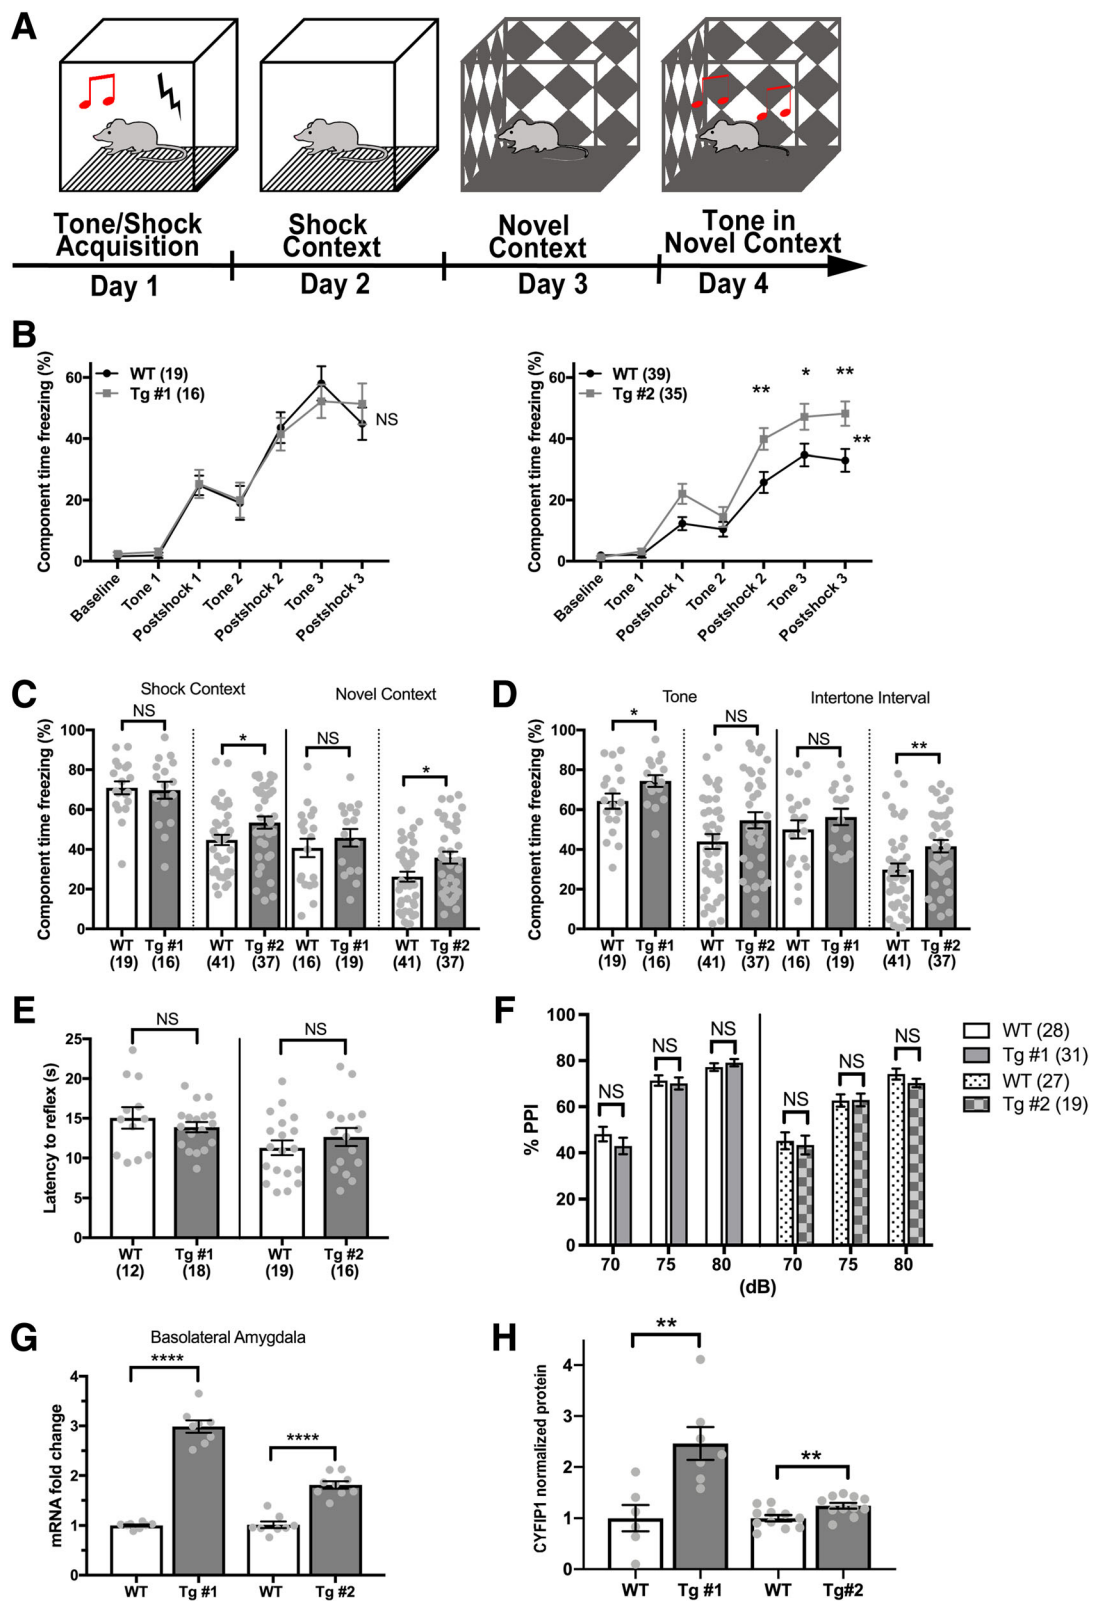 A
Tone/Shock
Acquisition
Shock
Context
Novel
Context
Tone in
Novel Context
Day 1
Day 2
Day 3
Day 4
B
Component time freezing (%)
60
40
20
0
WT (19)
Tg #1 (16)
NS
Baseline
Tone 1
Postshock 1
Tone 2
Postshock 2
Tone 3
Postshock 3
Component time freezing (%)
60
40
20
0
WT (39)
Tg #2 (35)
**
*
**
**
Baseline
Tone 1
Postshock 1
Tone 2
Postshock 2
Tone 3
Postshock 3
C
Shock Context
Novel Context
Component time freezing (%)
100
80
60
40
20
0
NS
*
NS
*
WT Tg #1 WT Tg #2 WT Tg #1 WT Tg #2
(19) (16) (41) (37) (16) (19) (41) (37)
D
Tone
Intertone Interval
Component time freezing (%)
100
80
60
40
20
0
*
NS
NS
**
WT Tg #1 WT Tg #2 WT Tg #1 WT Tg #2
(19) (16) (41) (37) (16) (19) (41) (37)
E
Latency to reflex (s)
25
20
15
10
5
0
NS
NS
WT Tg #1 WT Tg #2
(12) (18) (19) (16)
F
% PPI
100
80
60
40
20
0
NS
NS
NS
NS
NS
NS
70 75 80 70 75 80
(dB)
WT (28)
Tg #1 (31)
WT (27)
Tg #2 (19)
G
Basolateral Amygdala
mRNA fold change
4
3
2
1
0
****
****
WT Tg #1 WT Tg #2
H
CYFIP1 normalized protein
4
3
2
1
0
**
**
WT Tg #1 WT Tg#2